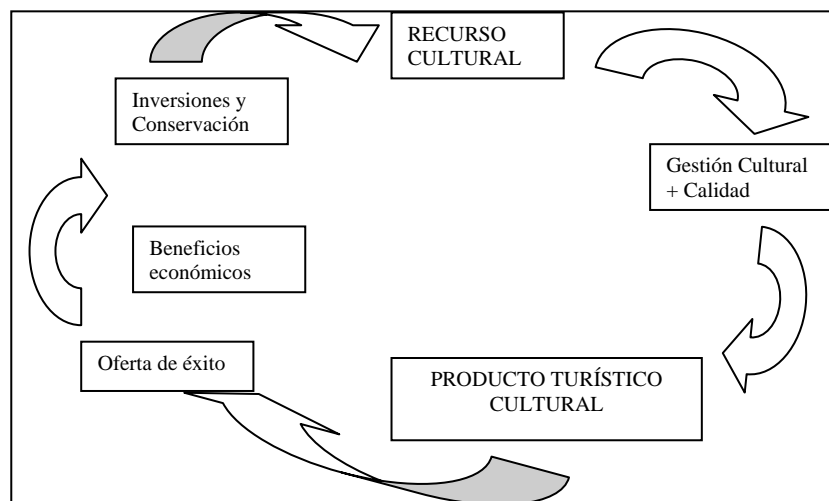 RECURSO
CULTURAL
Inversiones y
Conservación
Gestión Cultural
+ Calidad
Beneficios
económicos
Oferta de éxito
PRODUCTO TURÍSTICO
CULTURAL